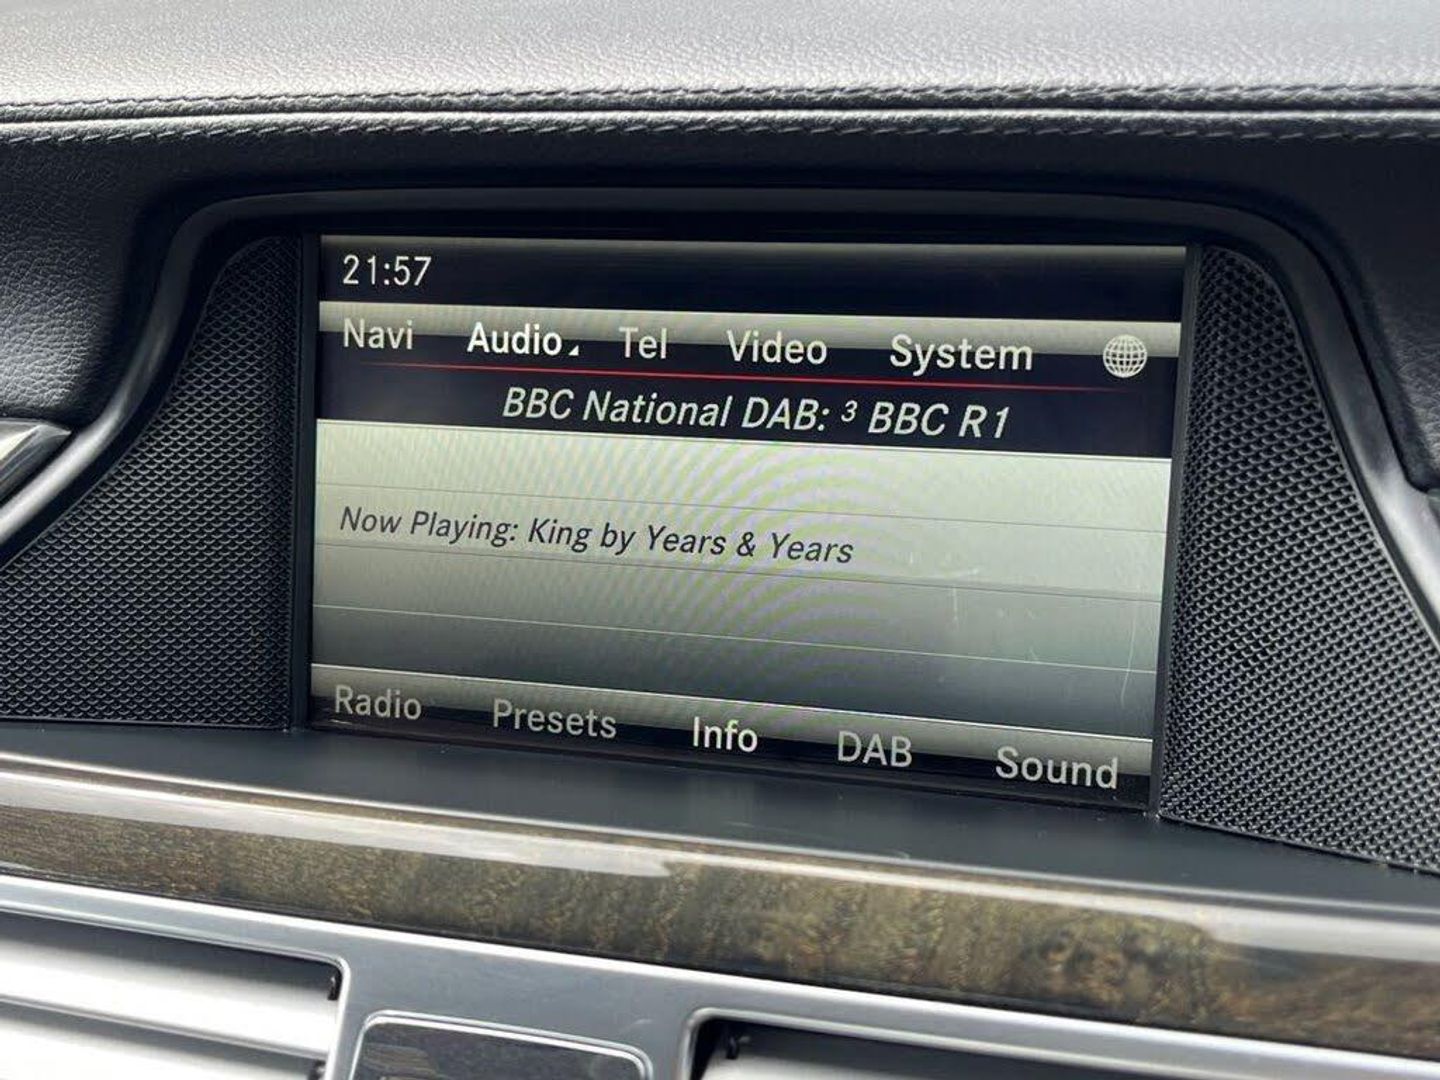 21:57
Navi Audio Tel Video System
BBC National DAB: ³ BBC R1
Now Playing: King by Years & Years
Radio Presets Info DAB Sound